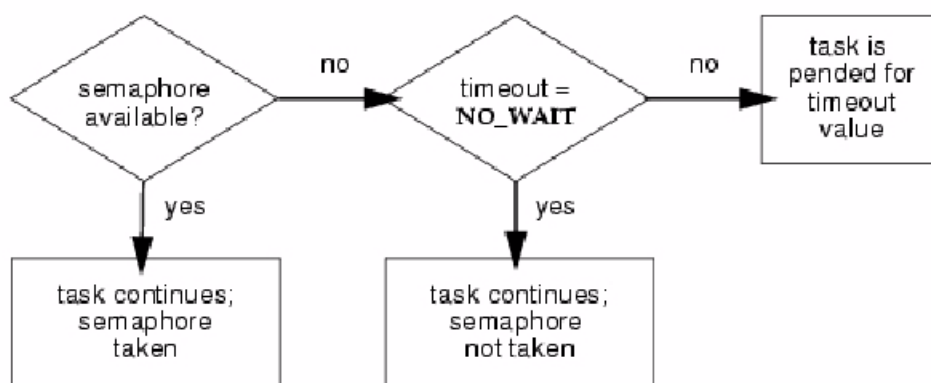 semaphore
available?
no
timeout =
NO_WAIT
no
task is
pended for
timeout
value
yes
yes
task continues;
semaphore
taken
task continues;
semaphore
not taken